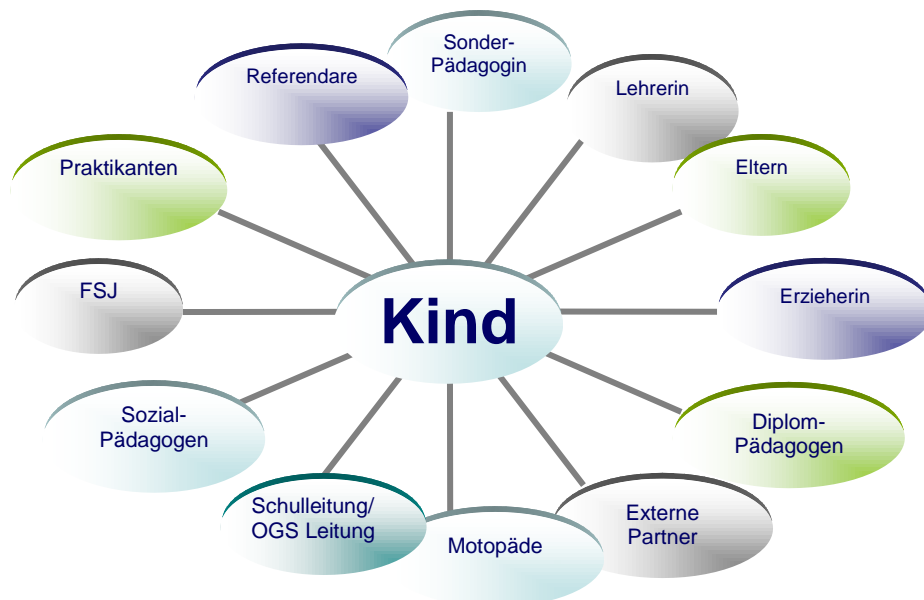 Sonder-
Pädagogin
Referendare
Lehrerin
Praktikanten
Eltern
FSJ
Kind
Erzieherin
Sozial-
Pädagogen
Diplom-
Pädagogen
Schulleitung/
OGS Leitung
Motopäde
Externe
Partner